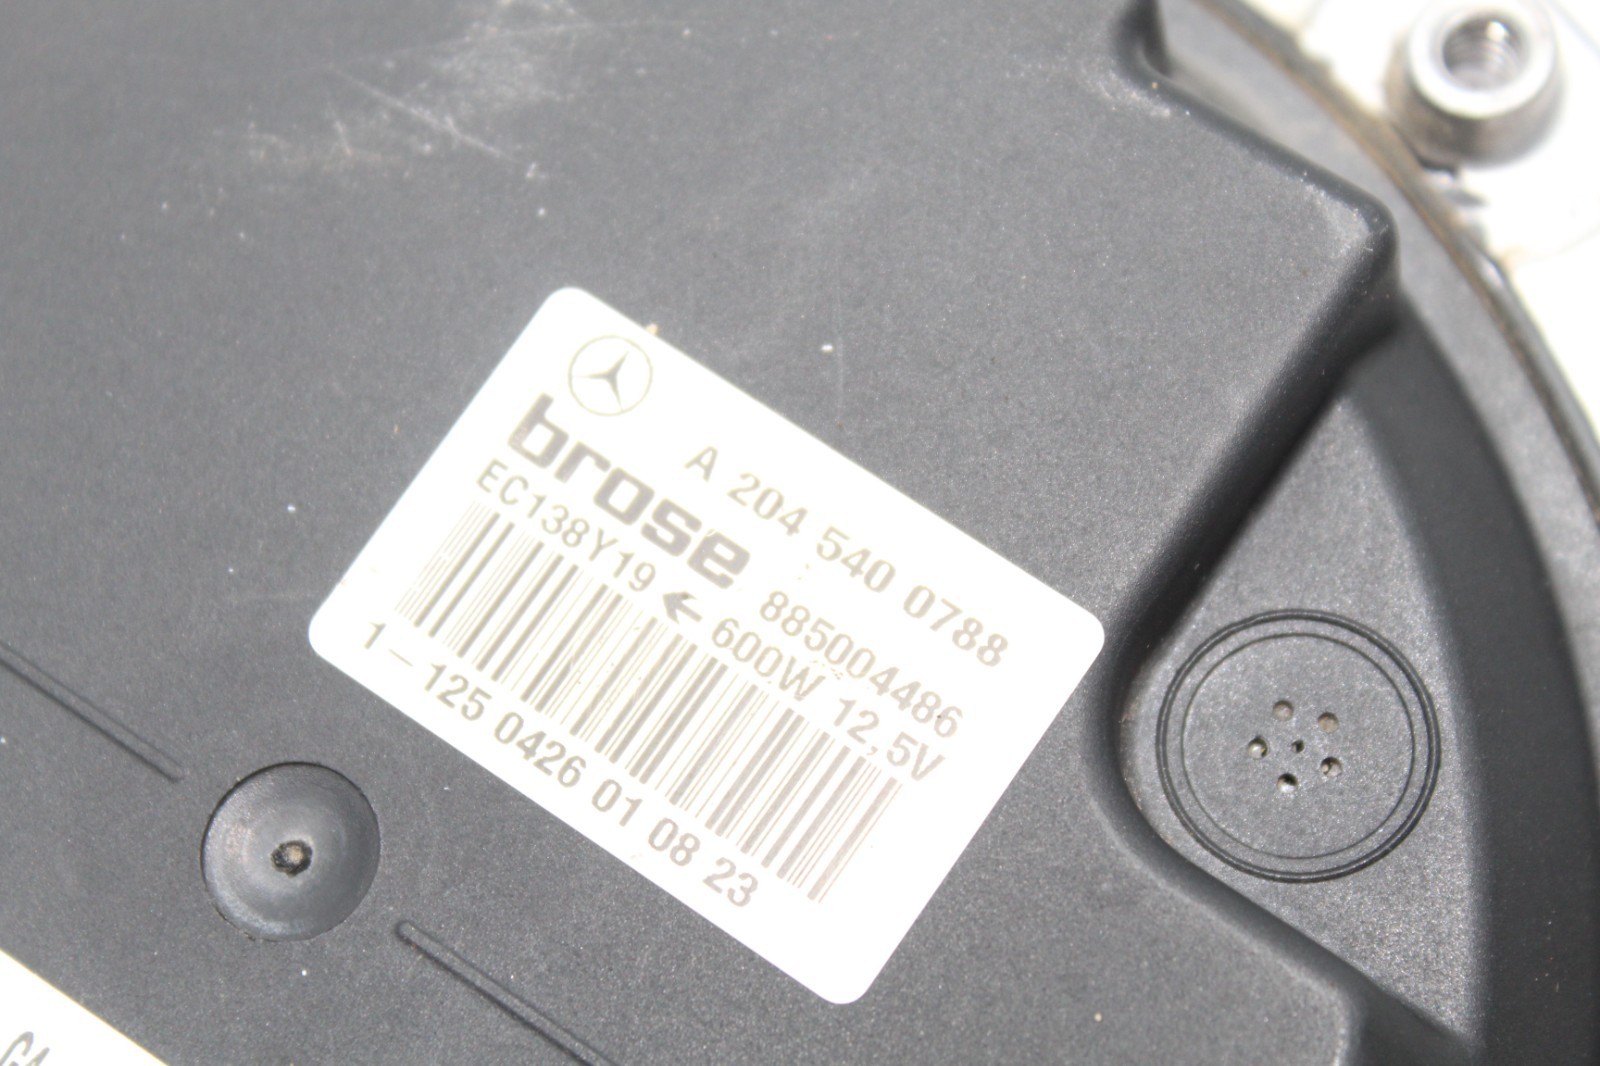 A 204 540 0788
brose 885004486
EC138Y19 ← 600W 12,5V
1-125 0426 01 08 23